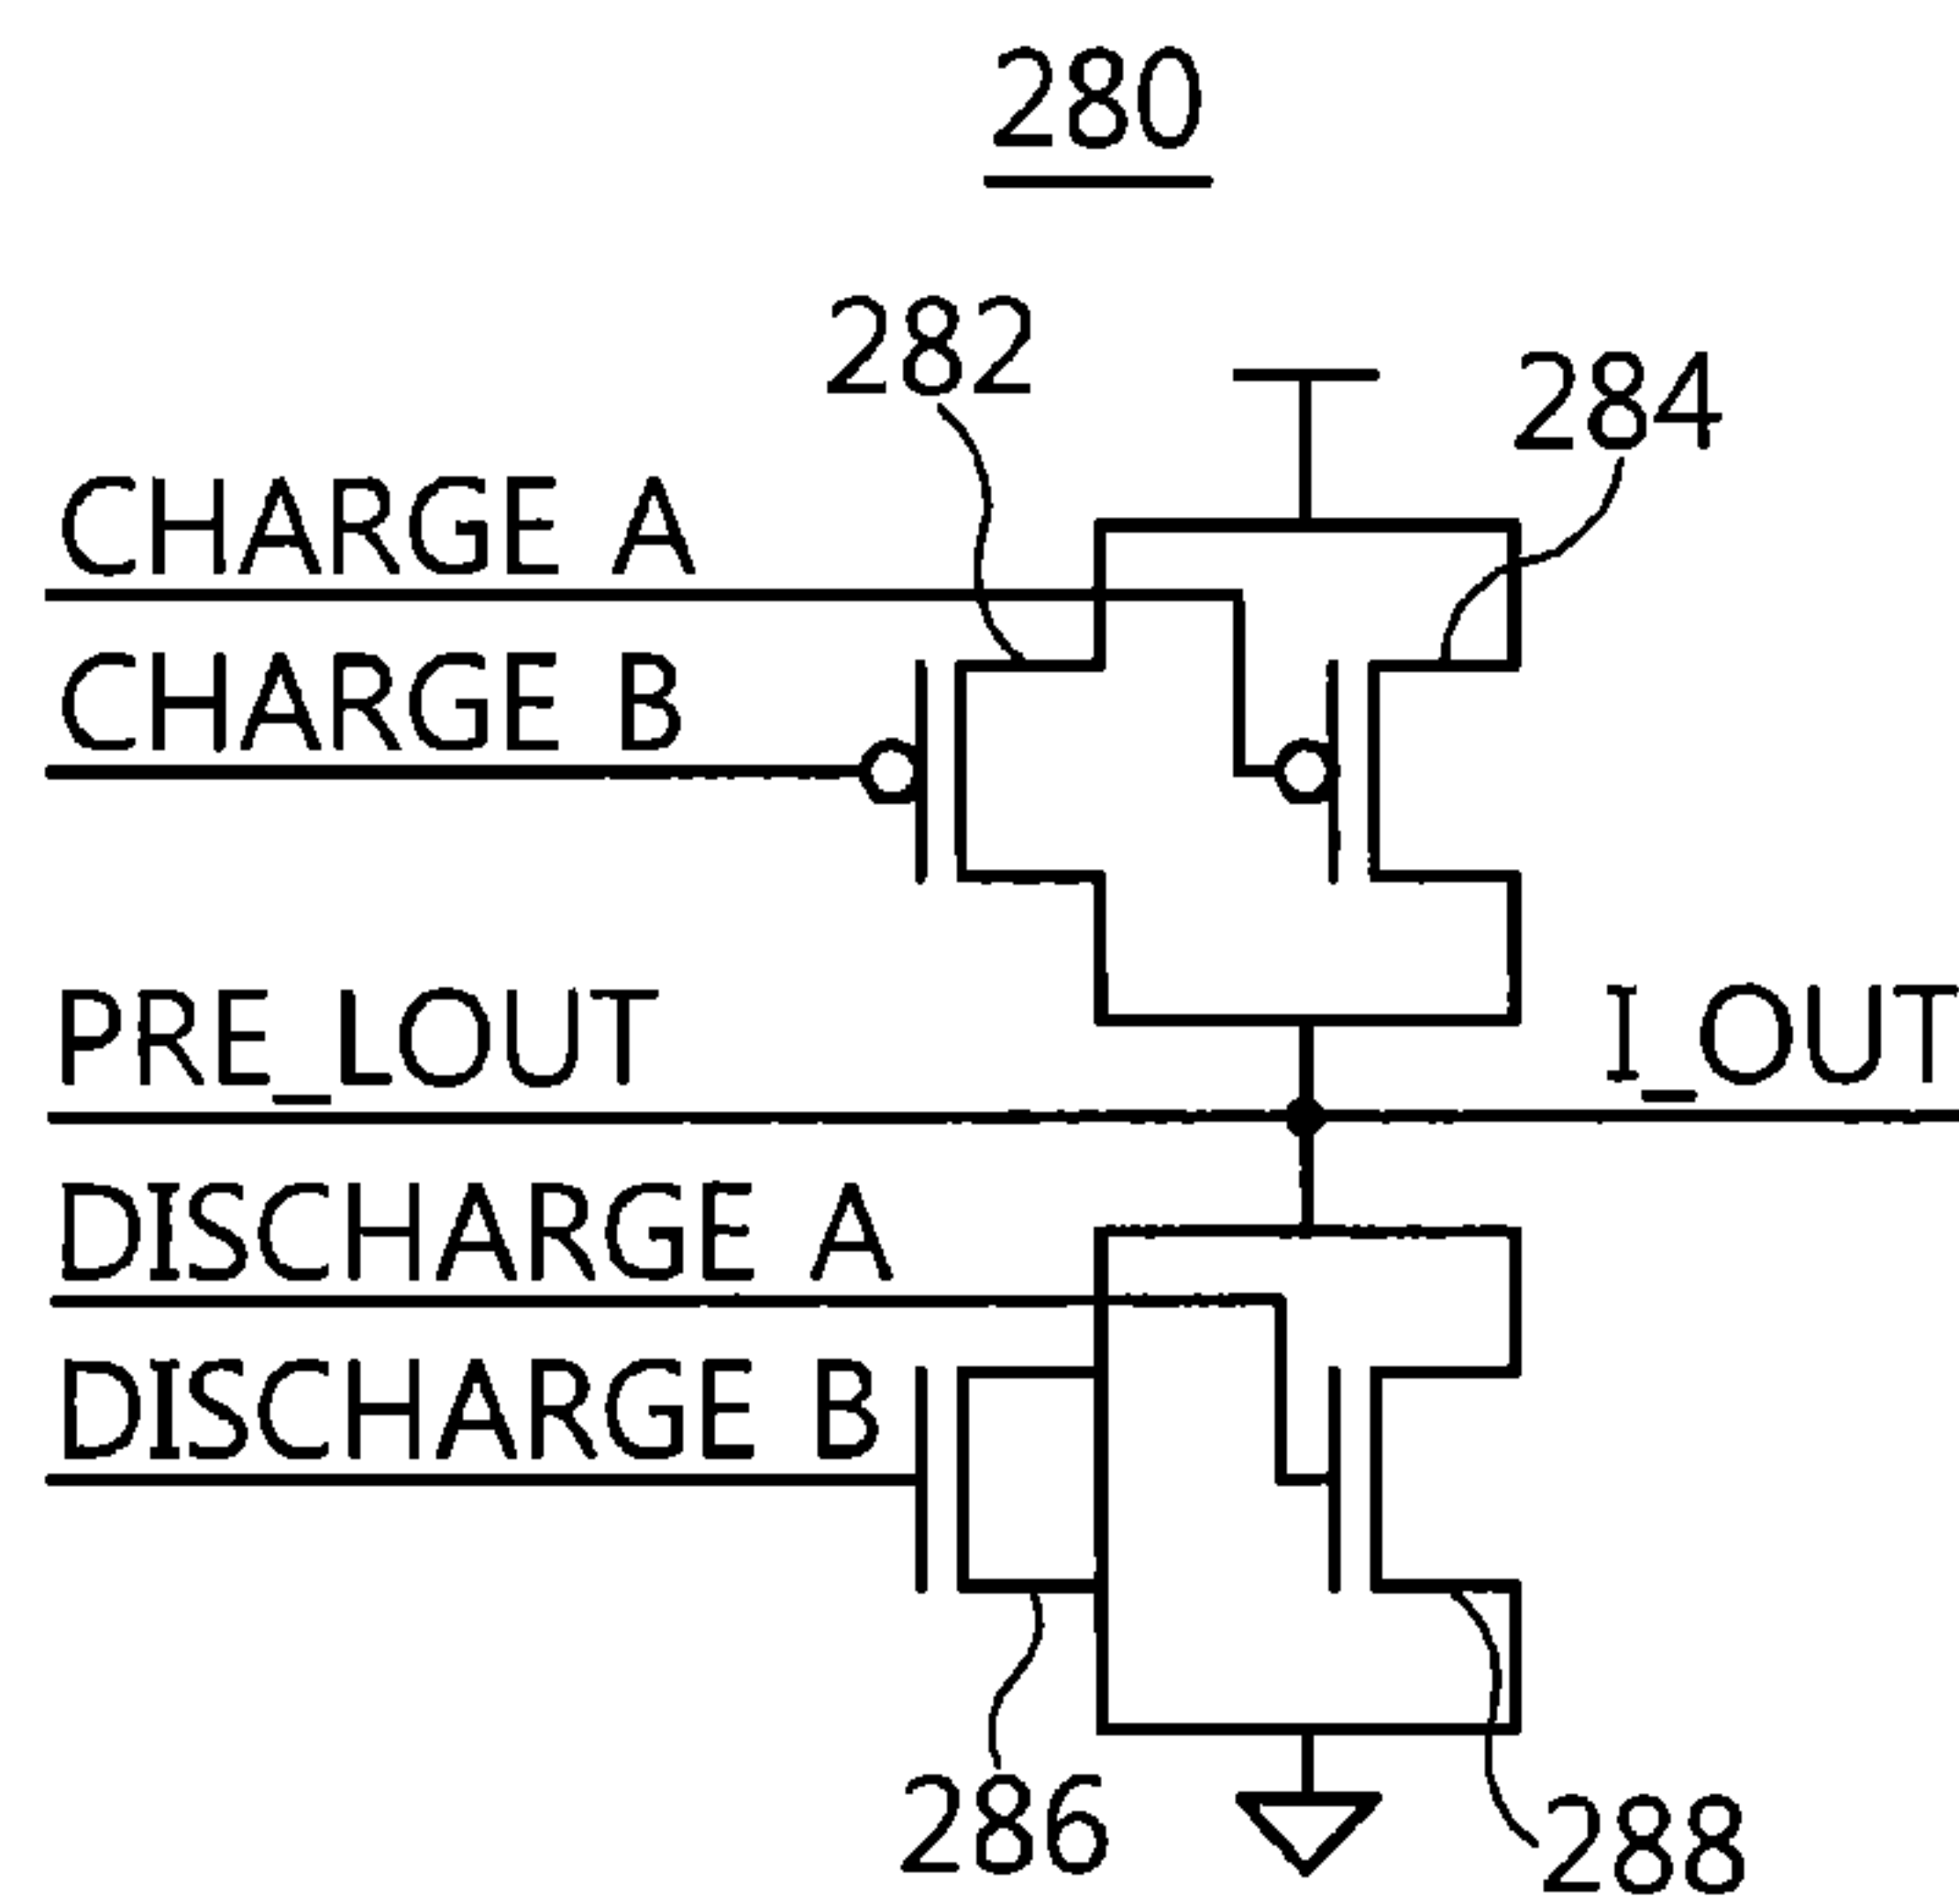 280
282
284
CHARGE A
CHARGE B
PRE_LOUT
I_OUT
DISCHARGE A
DISCHARGE B
286
288